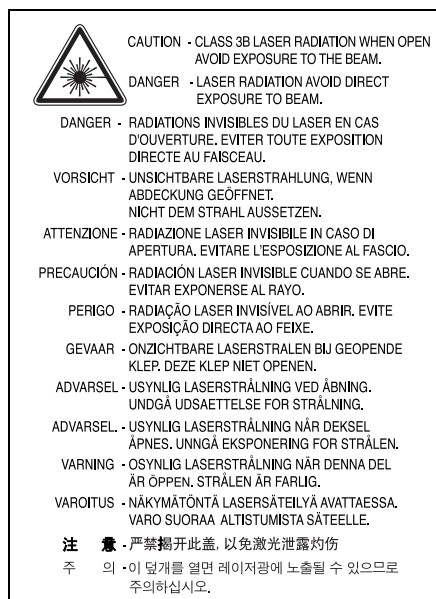 CAUTION - CLASS 3B LASER RADIATION WHEN OPEN
AVOID EXPOSURE TO THE BEAM.
DANGER - LASER RADIATION AVOID DIRECT
EXPOSURE TO BEAM.
DANGER - RADIATIONS INVISIBLES DU LASER EN CAS
D'OUVERTURE. EVITER TOUTE EXPOSITION
DIRECTE AU FAISCEAU.
VORSICHT - UNSICHTBARE LASERSTRAHLUNG, WENN
ABDECKUNG GEÖFFNET.
NICHT DEM STRAHL AUSSETZEN.
ATTENZIONE - RADIAZIONE LASER INVISIBILE IN CASO DI
APERTURA. EVITARE L'ESPOSIZIONE AL FASCIO.
PRECAUCIÓN - RADIACIÓN LASER INVISIBLE CUANDO SE ABRE.
EVITAR EXPONERSE AL RAYO.
PERIGO - RADIAÇÃO LASER INVISÍVEL AO ABRIR. EVITE
EXPOSIÇÃO DIRECTA AO FEIXE.
GEVAAR - ONZICHTBARE LASERSTRALEN BIJ GEOPENDE
KLEP. DEZE KLEP NIET OPENEN.
ADVARSEL - USYNLIG LASERSTRÅLNING VED ÅBNING.
UNDGÅ UDSAETTELSE FOR STRÅLNING.
ADVARSEL. - USYNLIG LASERSTRÅLNING NÅR DEKSEL
ÅPNES. UNNGÅ EKSPONERING FOR STRÅLEN.
VARNING - OSYNLIG LASERSTRÅLNING NÄR DENNA DEL
ÄR ÖPPEN. STRÅLEN ÄR FARLIG.
VAROITUS - NÄKYMÄTÖNTÄ LASERSÄTEILYÄ AVATTAESSA.
VARO SUORAA ALTISTUMISTA SÄTEELLE.
注 意 - 严禁揭开此盖, 以免激光泄露灼伤
주 의 - 이 덮개를 열면 레이저광에 노출될 수 있으므로
주의하십시오.